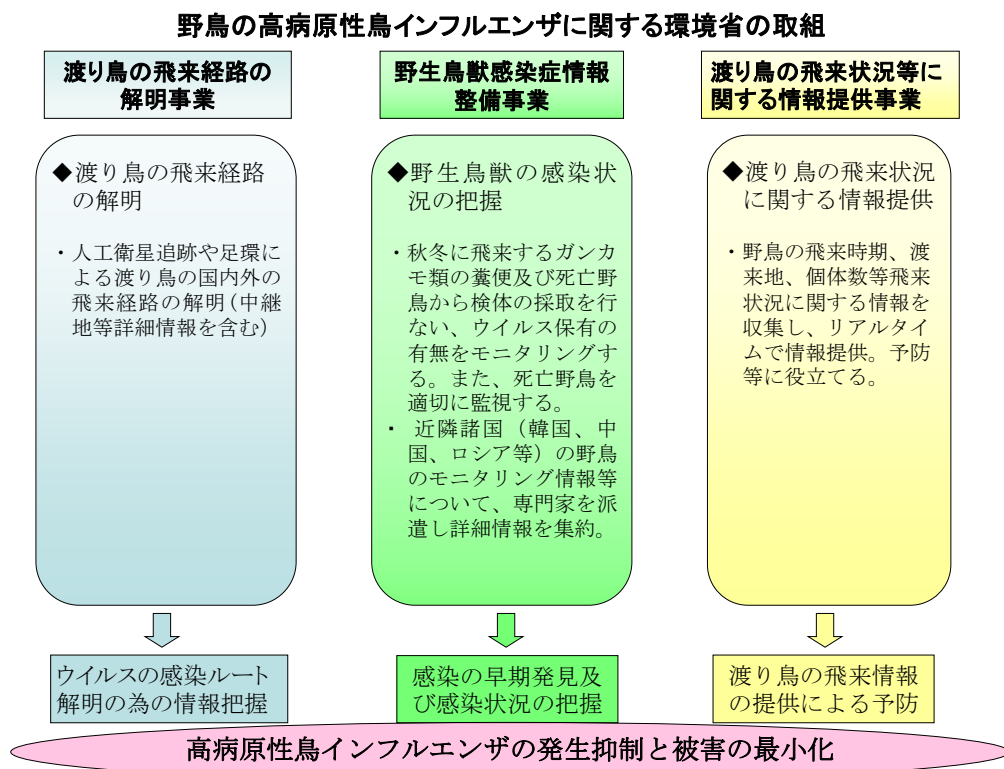 野鳥の高病原性鳥インフルエンザに関する環境省の取組
渡り鳥の飛来経路の
解明事業
◆渡り鳥の飛来経路
の解明
・人工衛星追跡や足環に
よる渡り鳥の国内外の
飛来経路の解明(中継
地等詳細情報を含む)
ウイルスの感染ルート
解明の為の情報把握
野生鳥獣感染症情報
整備事業
◆野生鳥獣の感染状
況の把握
・秋冬に飛来するガンカ
モ類の糞便及び死亡野
鳥から検体の採取を行
ない、ウイルス保有の
有無をモニタリングす
る。また、死亡野鳥を
適切に監視する。
・ 近隣諸国（韓国、中
国、ロシア等）の野鳥
のモニタリング情報等
について、専門家を派
遣し詳細情報を集約。
感染の早期発見及
び感染状況の把握
渡り鳥の飛来状況等に
関する情報提供事業
◆渡り鳥の飛来状況
に関する情報提供
・野鳥の飛来時期、渡
来地、個体数等飛来
状況に関する情報を
収集し、リアルタイ
ムで情報提供。予防
等に役立てる。
渡り鳥の飛来情報
の提供による予防
高病原性鳥インフルエンザの発生抑制と被害の最小化